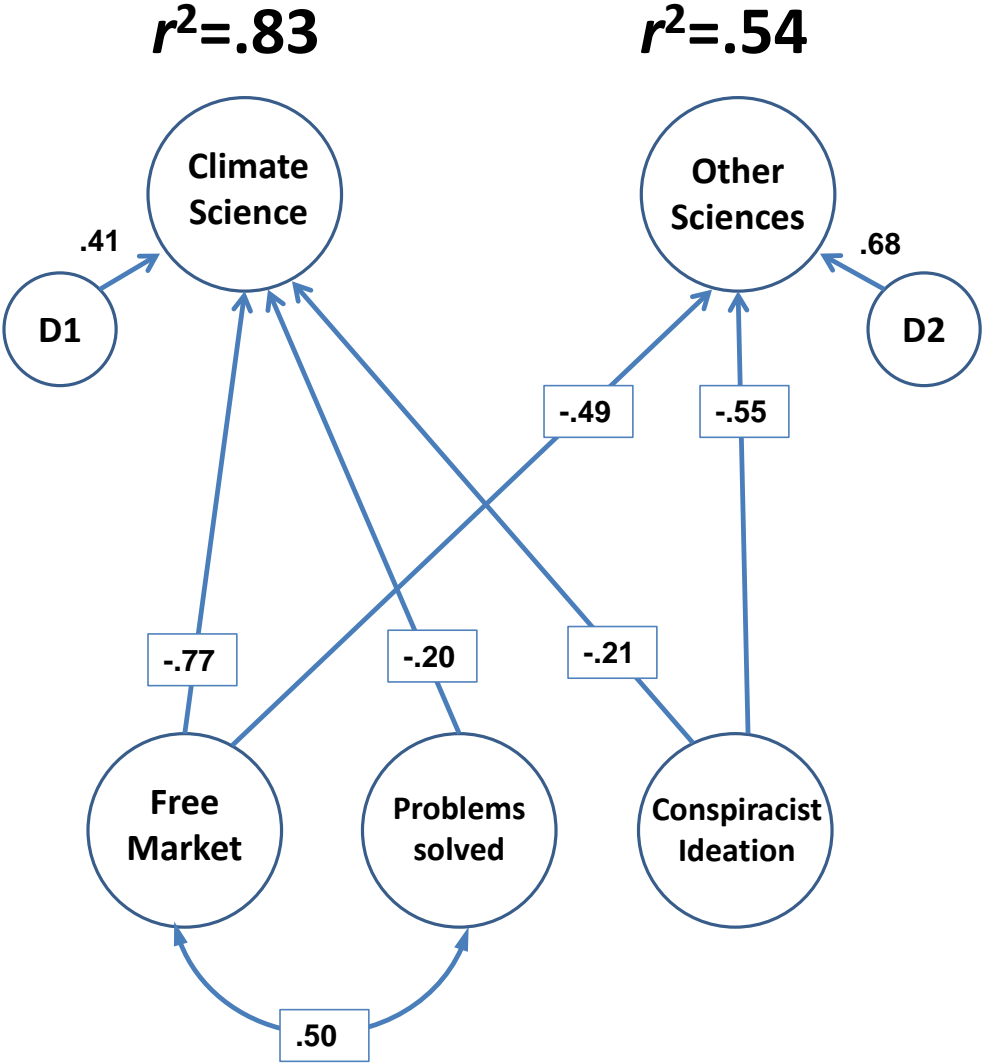 r²=.83
r²=.54
Climate
Science
Other
Sciences
.41
.68
D1
D2
-.49
-.55
-.77
-.20
-.21
Free
Market
Problems
solved
Conspiracist
Ideation
.50